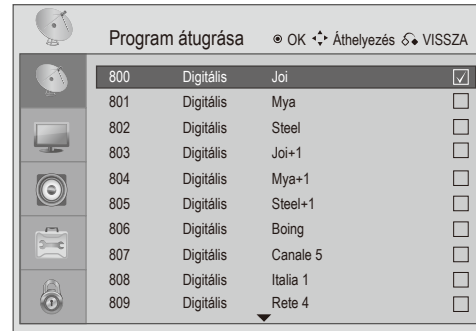 Program átugrása OK Áthelyezés VISSZA
800 Digitális Joi
801 Digitális Mya
802 Digitális Steel
803 Digitális Joi+1
804 Digitális Mya+1
805 Digitális Steel+1
806 Digitális Boing
807 Digitális Canale 5
808 Digitális Italia 1
809 Digitális Rete 4